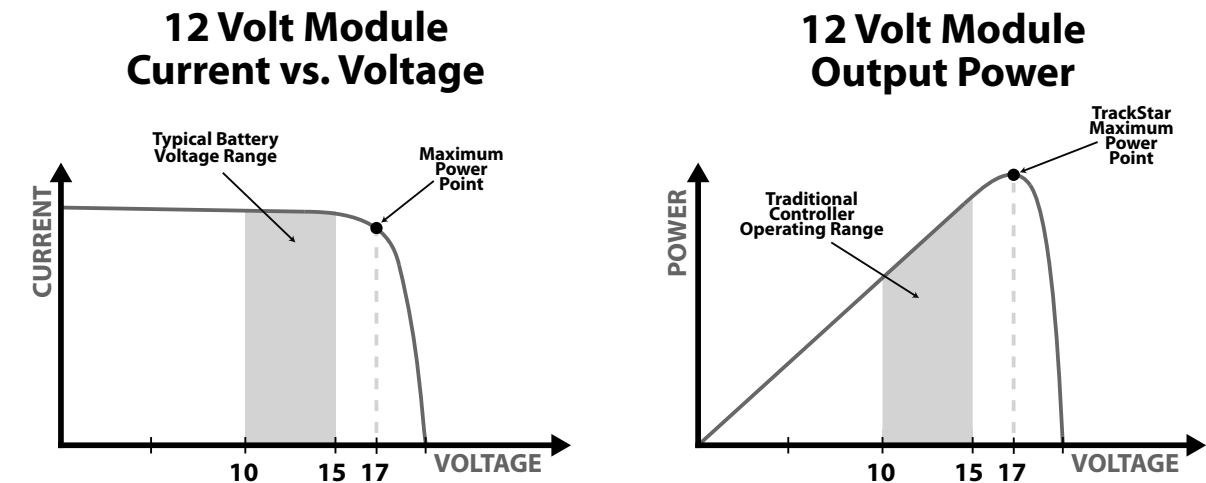 12 Volt Module
Current vs. Voltage
Typical Battery
Voltage Range
Maximum
Power
Point
CURRENT
10 15 17
VOLTAGE
12 Volt Module
Output Power
TrackStar
Maximum
Power
Point
Traditional
Controller
Operating Range
POWER
10 15 17
VOLTAGE